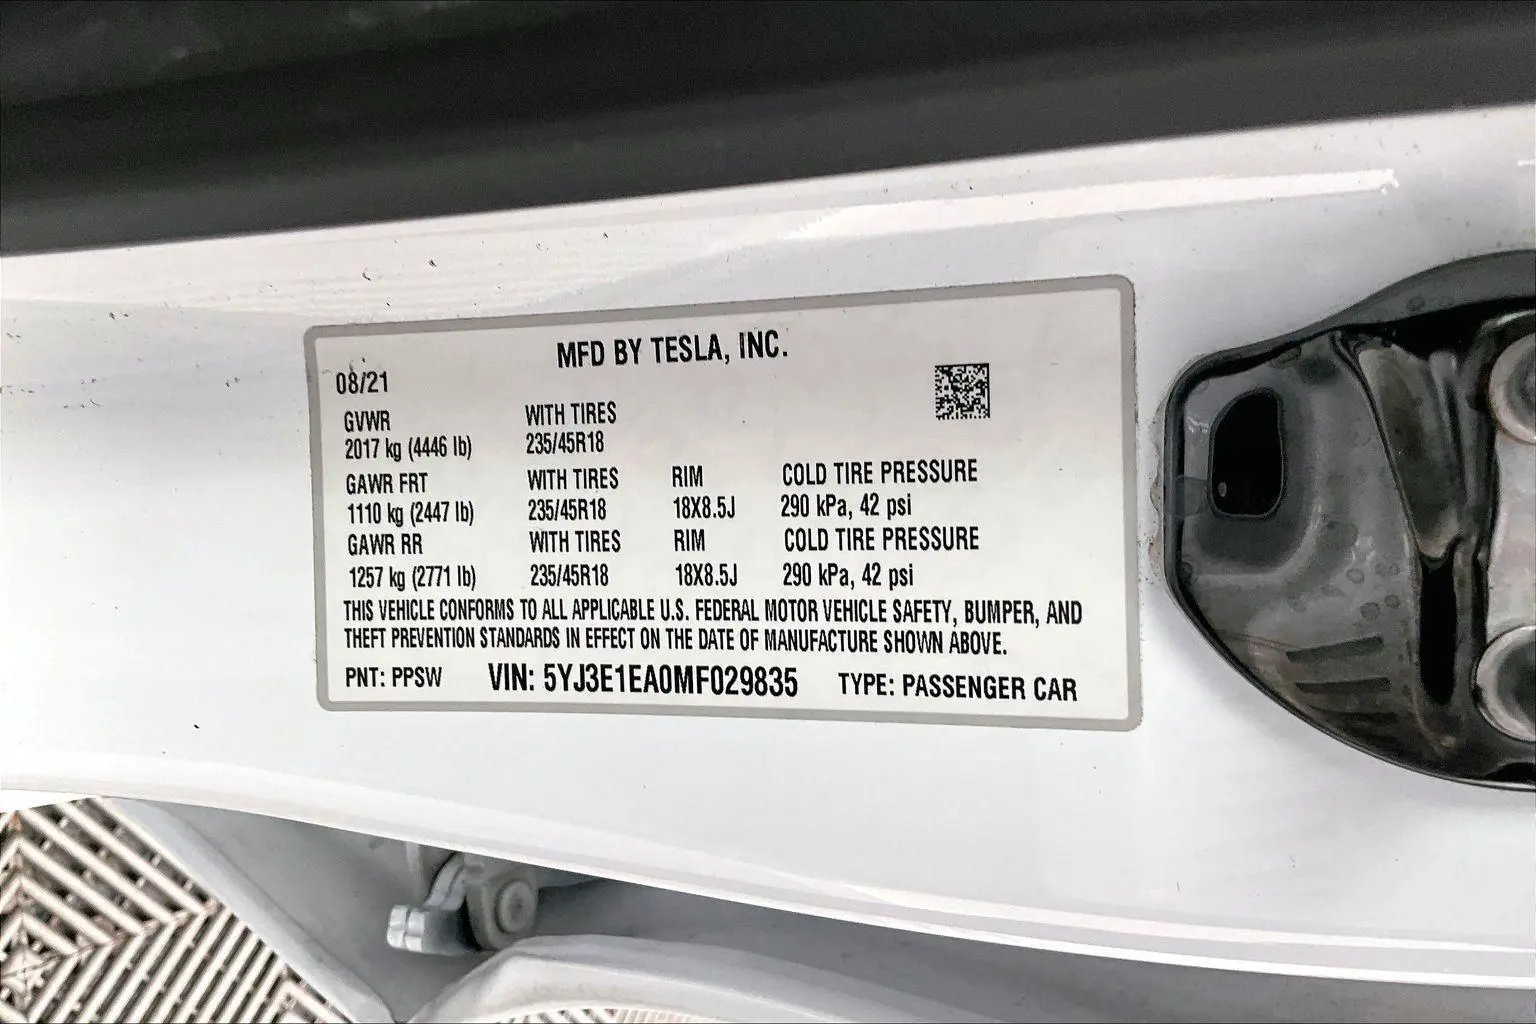 MFD BY TESLA, INC.
08/21
GVWR WITH TIRES
2017 kg (4446 lb) 235/45R18
GAWR FRT WITH TIRES RIM COLD TIRE PRESSURE
1110 kg (2447 lb) 235/45R18 18X8.5J 290 kPa, 42 psi
GAWR RR WITH TIRES RIM COLD TIRE PRESSURE
1257 kg (2771 lb) 235/45R18 18X8.5J 290 kPa, 42 psi
THIS VEHICLE CONFORMS TO ALL APPLICABLE U.S. FEDERAL MOTOR VEHICLE SAFETY, BUMPER, AND
THEFT PREVENTION STANDARDS IN EFFECT ON THE DATE OF MANUFACTURE SHOWN ABOVE.
PNT: PPSW VIN: 5YJ3E1EA0MF029835 TYPE: PASSENGER CAR